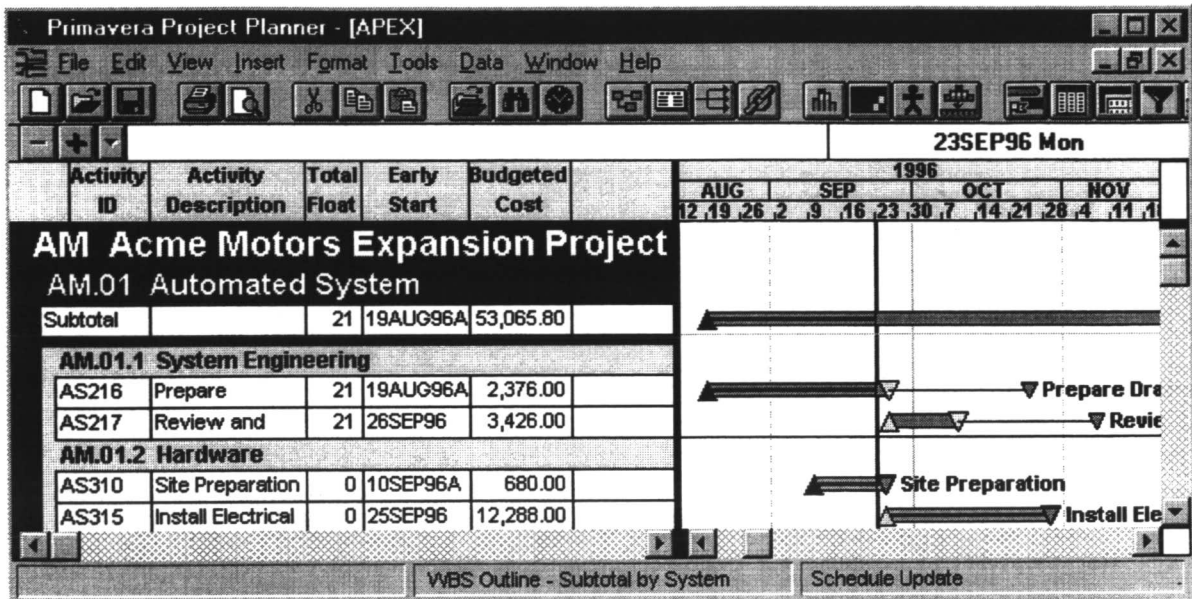 Primavera Project Planner - [APEX]
File Edit View Insert Format Tools Data Window Help
23SEP96 Mon
Activity ID Activity Description Total Float Early Start Budgeted Cost
1996
AUG SEP OCT NOV
12 19 26 2 9 16 23 30 7 14 21 28 4 11
AM Acme Motors Expansion Project
AM.01 Automated System
Subtotal 21 19AUG96A 53,065.80
AM.01.1 System Engineering
AS216 Prepare 21 19AUG96A 2,376.00 Prepare Dra
AS217 Review and 21 26SEP96 3,426.00 Revie
AM.01.2 Hardware
AS310 Site Preparation 0 10SEP96A 680.00 Site Preparation
AS315 Install Electrical 0 25SEP96 12,288.00 Install Ele
WBS Outline - Subtotal by System Schedule Update